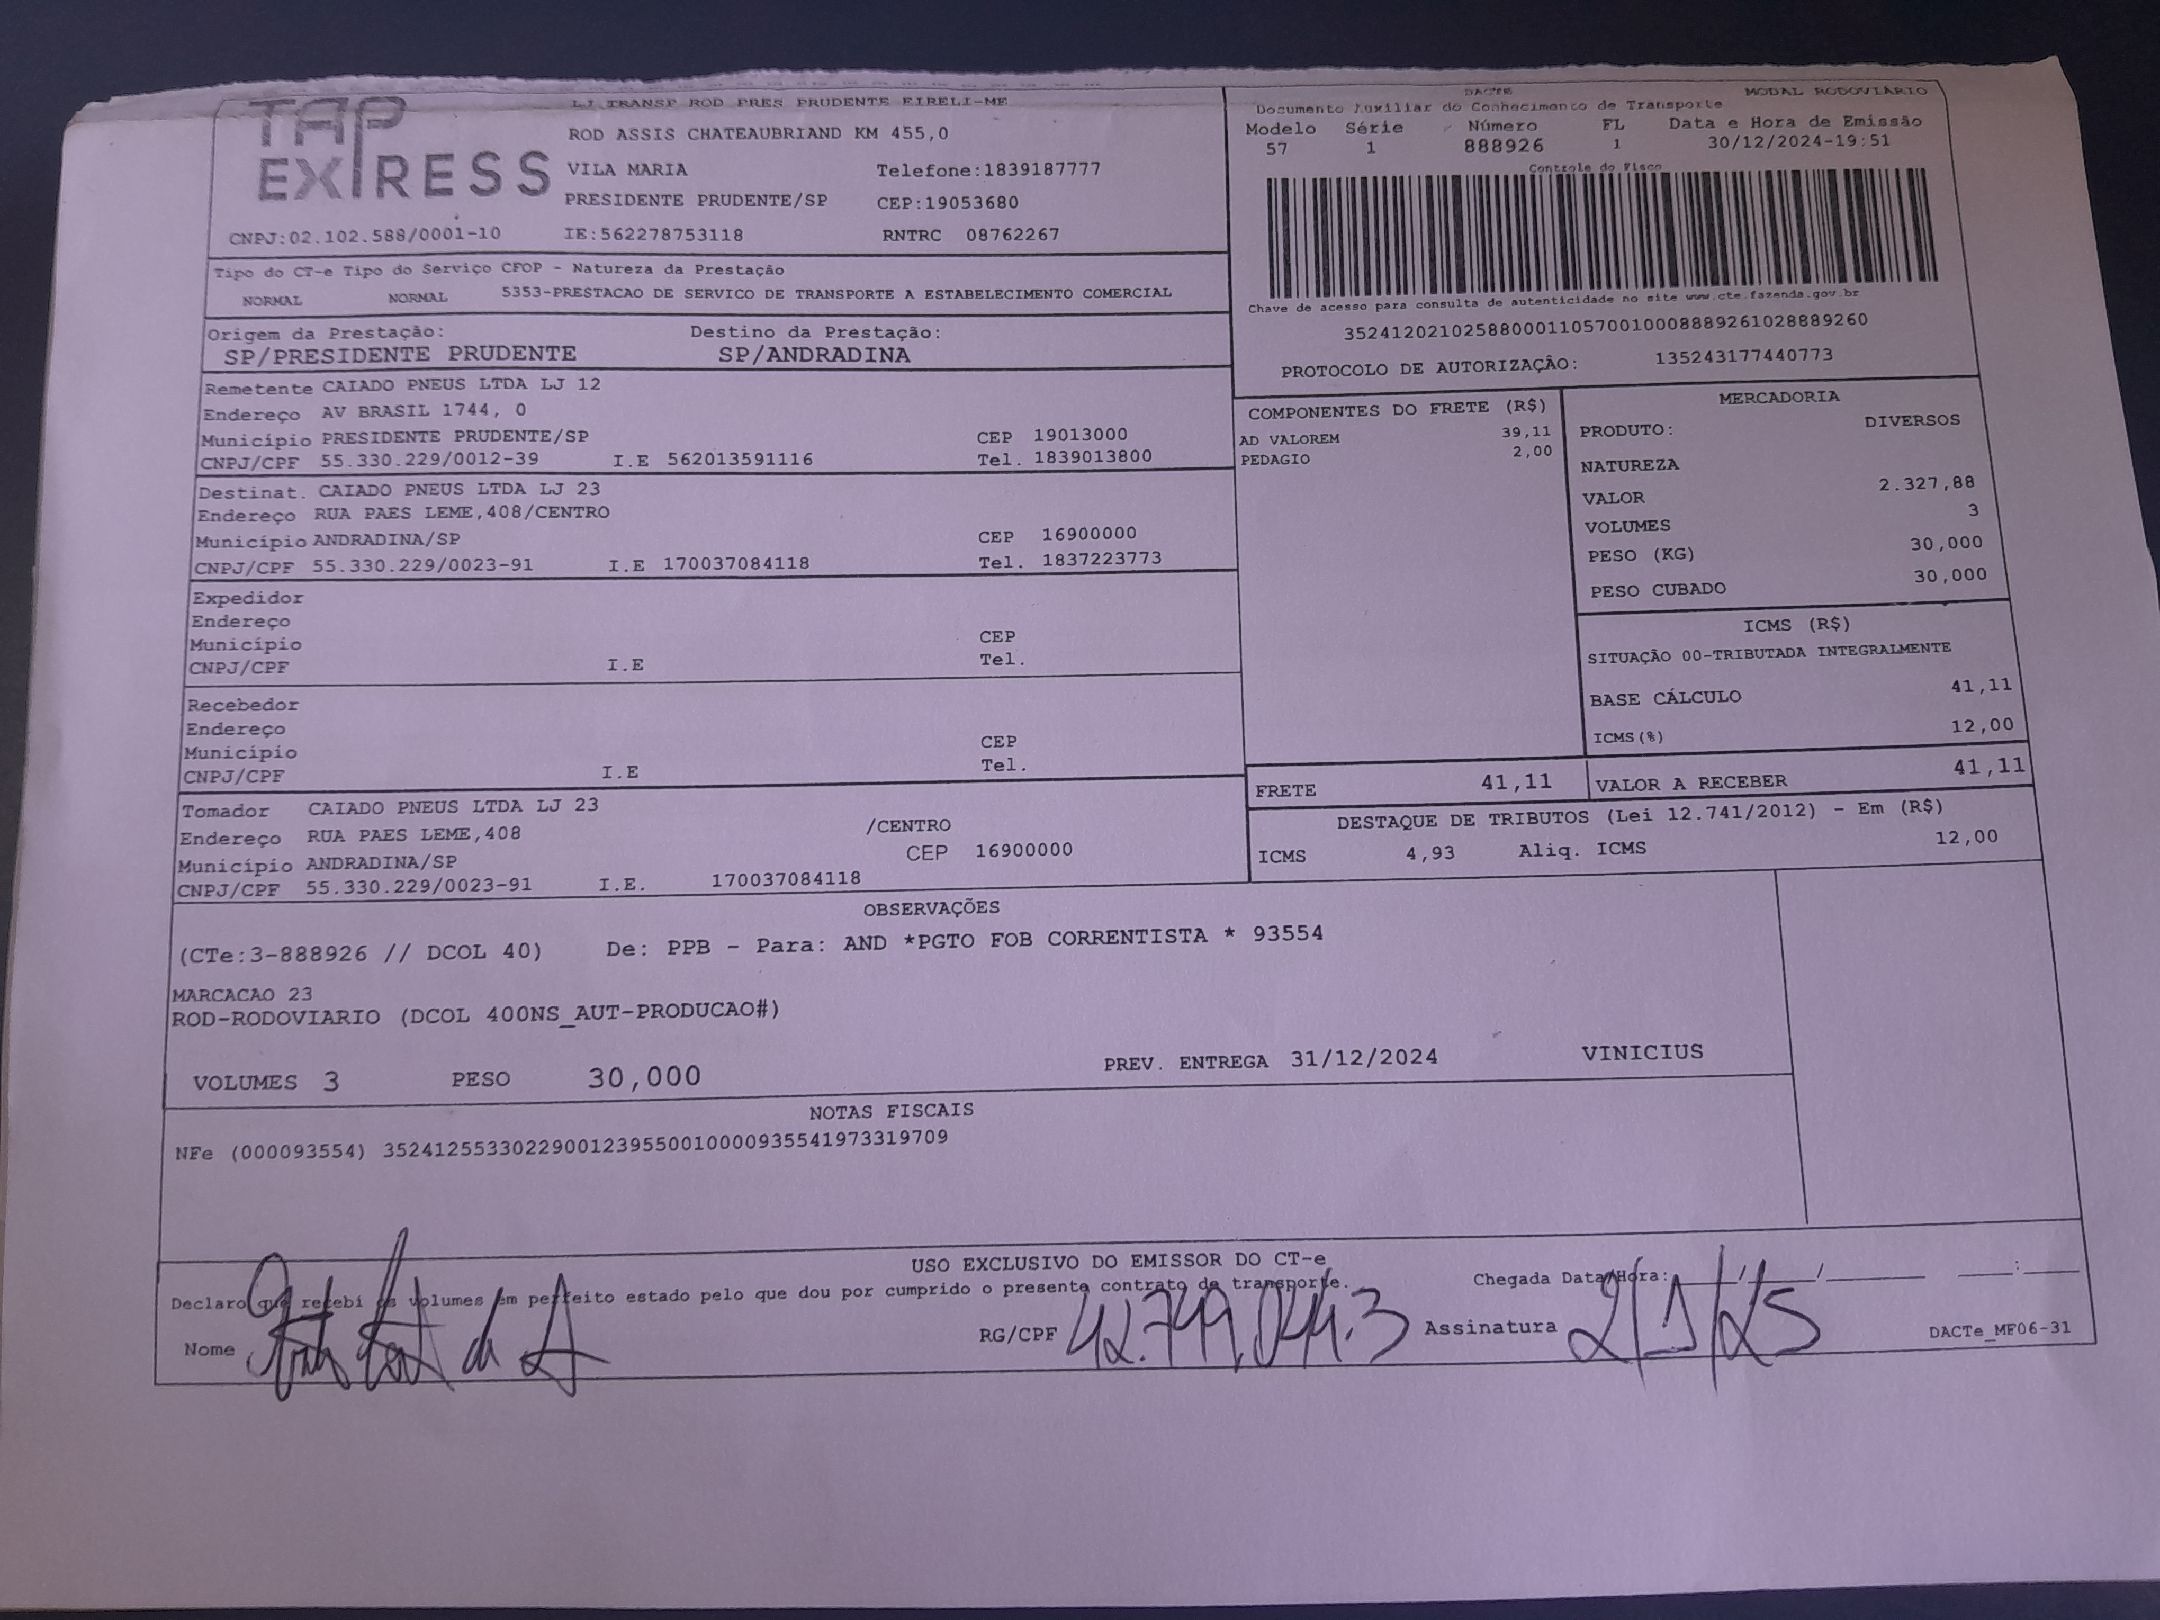 TAP
EXPRESS
LJ TRANSP ROD PRES PRUDENTE EIRELI-ME
ROD ASSIS CHATEAUBRIAND KM 455,0
VILA MARIA Telefone:1839187777
PRESIDENTE PRUDENTE/SP CEP:19053680
CNPJ:02.102.588/0001-10 IE:562278753118 RNTRC 08762267
DACTE MODAL RODOVIARIO
Documento Auxiliar do Conhecimento de Transporte
Modelo Série Número FL Data e Hora de Emissão
57 1 888926 1 30/12/2024-19:51
Controle do Fisco
Chave de acesso para consulta de autenticidade no site www.cte.fazenda.gov.br
35241202102588000110570010008889261028889260
PROTOCOLO DE AUTORIZAÇÃO: 135243177440773
Tipo do CT-e Tipo do Serviço CFOP - Natureza da Prestação
NORMAL NORMAL 5353-PRESTACAO DE SERVICO DE TRANSPORTE A ESTABELECIMENTO COMERCIAL
Origem da Prestação: Destino da Prestação:
SP/PRESIDENTE PRUDENTE SP/ANDRADINA
Remetente CAIADO PNEUS LTDA LJ 12
Endereço AV BRASIL 1744, 0
Município PRESIDENTE PRUDENTE/SP CEP 19013000
CNPJ/CPF 55.330.229/0012-39 I.E 562013591116 Tel. 1839013800
Destinat. CAIADO PNEUS LTDA LJ 23
Endereço RUA PAES LEME,408/CENTRO
Município ANDRADINA/SP CEP 16900000
CNPJ/CPF 55.330.229/0023-91 I.E 170037084118 Tel. 1837223773
Expedidor
Endereço
Município CEP
CNPJ/CPF I.E Tel.
Recebedor
Endereço
Município CEP
CNPJ/CPF I.E Tel.
Tomador CAIADO PNEUS LTDA LJ 23
Endereço RUA PAES LEME,408 /CENTRO
Município ANDRADINA/SP CEP 16900000
CNPJ/CPF 55.330.229/0023-91 I.E. 170037084118
COMPONENTES DO FRETE (R$)
AD VALOREM 39,11
PEDAGIO 2,00
MERCADORIA
PRODUTO: DIVERSOS
NATUREZA
VALOR 2.327,88
VOLUMES 3
PESO (KG) 30,000
PESO CUBADO 30,000
ICMS (R$)
SITUAÇÃO 00-TRIBUTADA INTEGRALMENTE
BASE CÁLCULO 41,11
ICMS(%) 12,00
FRETE 41,11 VALOR A RECEBER 41,11
DESTAQUE DE TRIBUTOS (Lei 12.741/2012) - Em (R$)
ICMS 4,93 Aliq. ICMS 12,00
OBSERVAÇÕES
(CTe:3-888926 // DCOL 40) De: PPB - Para: AND *PGTO FOB CORRENTISTA * 93554
MARCACAO 23
ROD-RODOVIARIO (DCOL 400NS_AUT-PRODUCAO#)
VOLUMES 3 PESO 30,000 PREV. ENTREGA 31/12/2024 VINICIUS
NOTAS FISCAIS
NFe (000093554) 35241255330229001239550010000935541973319709
USO EXCLUSIVO DO EMISSOR DO CT-e
Declaro que recebi os volumes em perfeito estado pelo que dou por cumprido o presente contrato de transporte. Chegada Data/Hora: / / :
Nome RG/CPF 42.749.044.3 Assinatura 2/1/25 DACTe_MF06-31